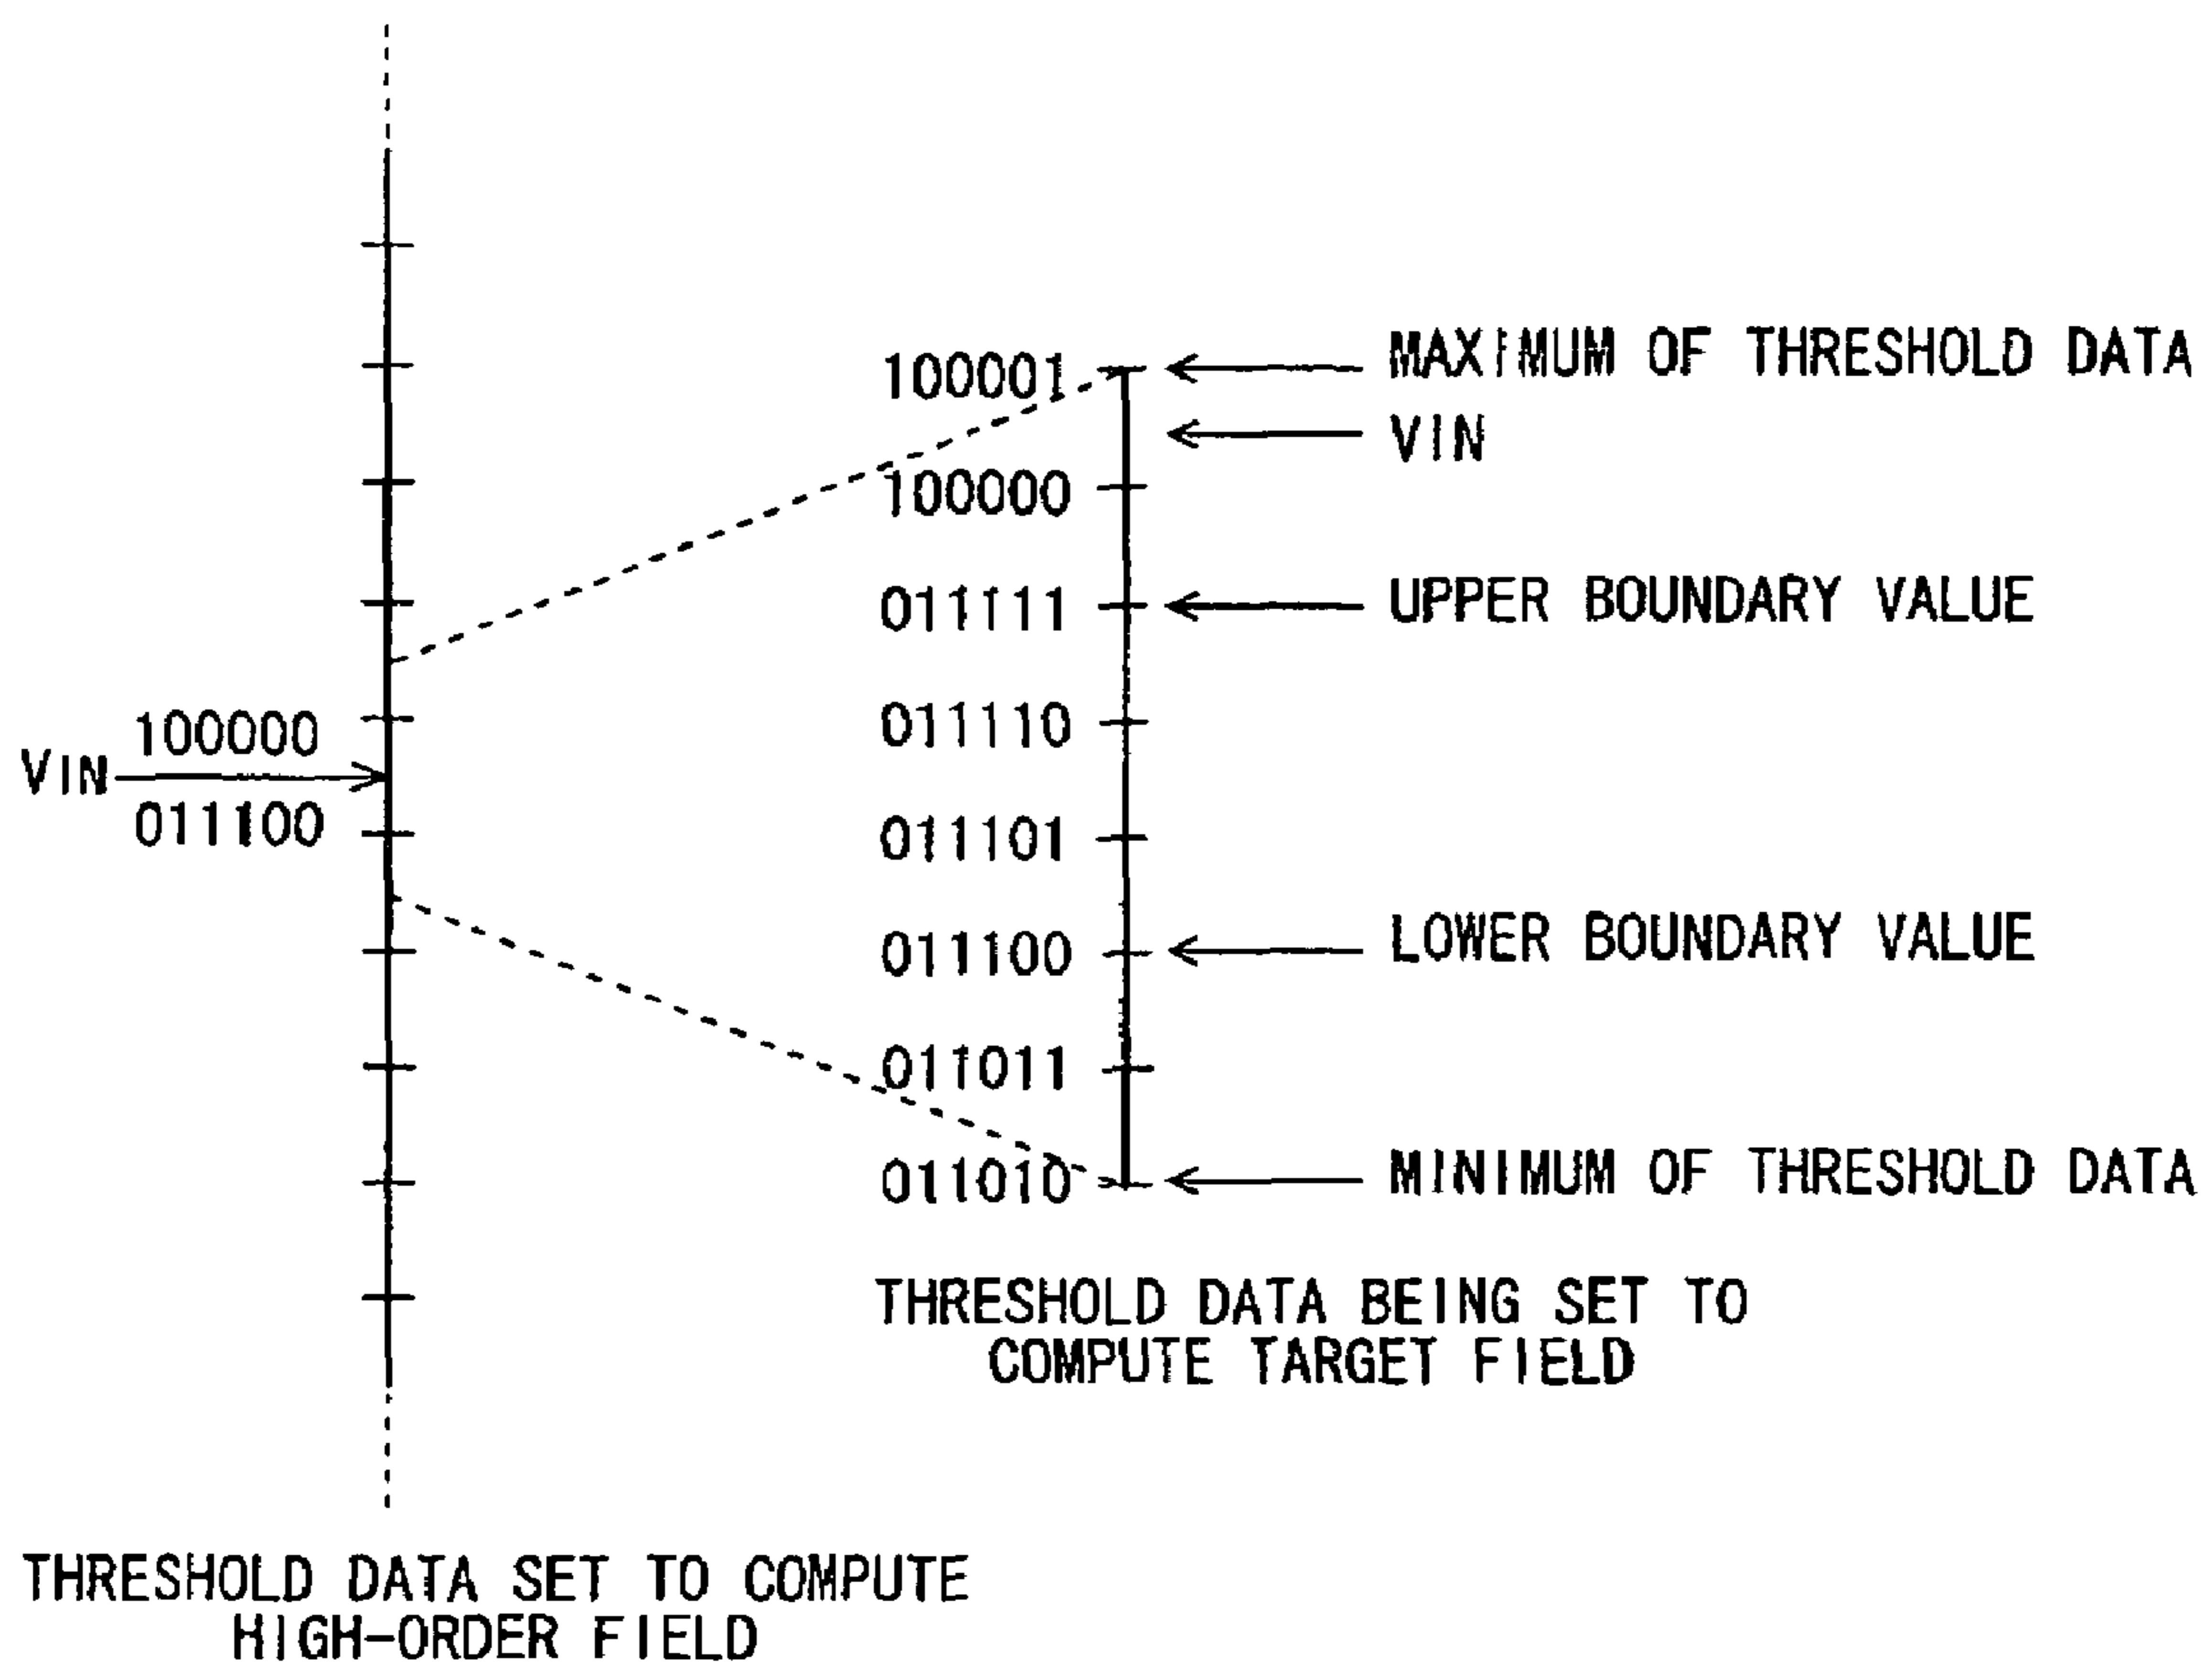 100001
MAXIMUM OF THRESHOLD DATA
VIN
100000
011111
UPPER BOUNDARY VALUE
011110
VIN
100000
011100
011101
011100
LOWER BOUNDARY VALUE
011011
011010
MINIMUM OF THRESHOLD DATA
THRESHOLD DATA BEING SET TO
COMPUTE TARGET FIELD
THRESHOLD DATA SET TO COMPUTE
HIGH-ORDER FIELD